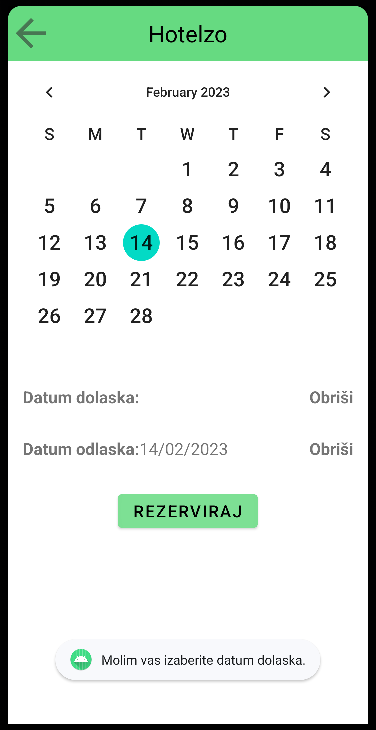 Hotelzo
February 2023
S M T W T F S
1 2 3 4
5 6 7 8 9 10 11
12 13 14 15 16 17 18
19 20 21 22 23 24 25
26 27 28
Datum dolaska: Obriši
Datum odlaska:14/02/2023 Obriši
REZERVIRAJ
Molim vas izaberite datum dolaska.